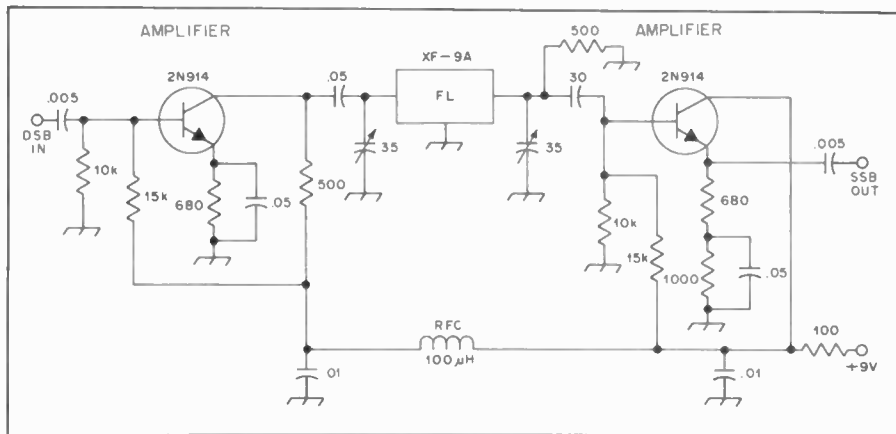 AMPLIFIER
AMPLIFIER
500
XF-9A
2N914
2N914
.05
30
.005
FL
DSB
IN
35
35
.005
SSB
OUT
10k
15k
680
.05
500
10k
15k
680
1000
.05
RFC
100μH
100
+9V
.01
.01